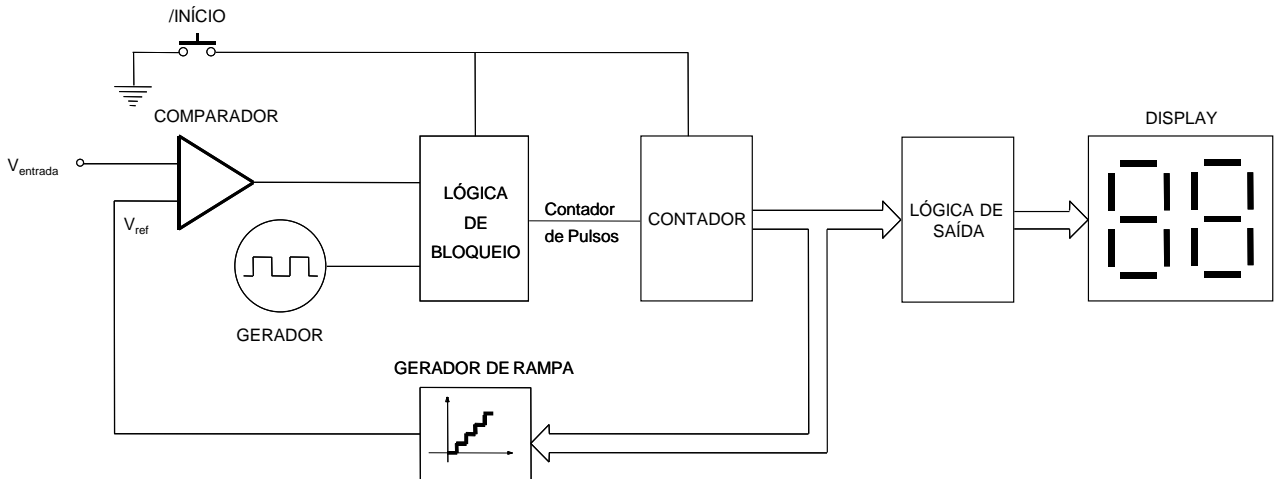 /INÍCIO
COMPARADOR
DISPLAY
Ventrada
Vref
LÓGICA
DE
BLOQUEIO
Contador
de Pulsos
CONTADOR
LÓGICA DE
SAÍDA
GERADOR
GERADOR DE RAMPA